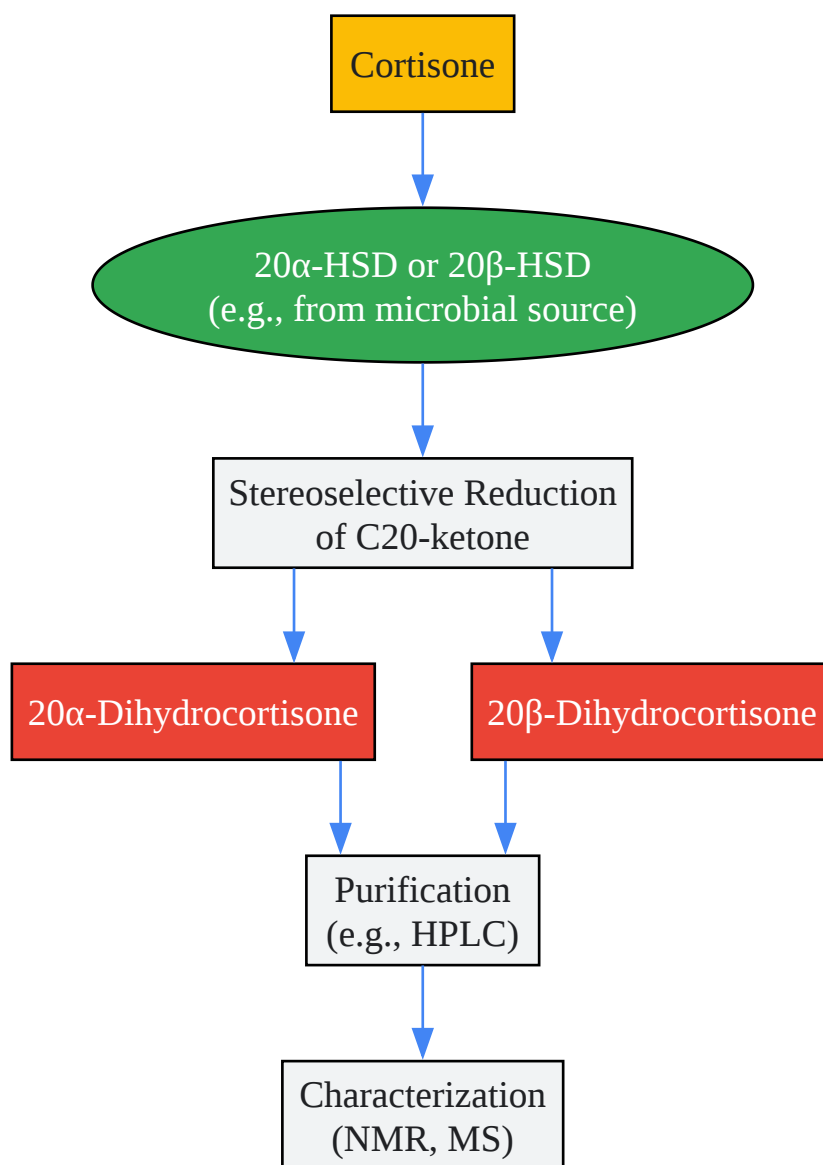 Cortisone
20α-HSD or 20β-HSD
(e.g., from microbial source)
Stereoselective Reduction
of C20-ketone
20α-Dihydrocortisone
20β-Dihydrocortisone
Purification
(e.g., HPLC)
Characterization
(NMR, MS)